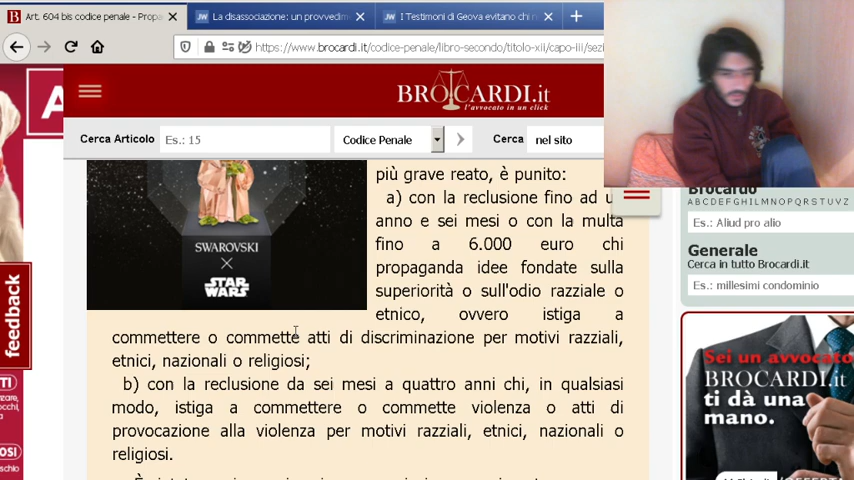 Art. 604 bis codice penale - Propa
La disassociazione: un provvedim
I Testimoni di Geova evitano chi n
https://www.brocardi.it/codice-penale/libro-secondo/titolo-xii/capo-iii/sezi
BROCARDI.it
l'avvocato in un click
Cerca Articolo
Es.: 15
Codice Penale
Cerca
nel sito
più grave reato, è punito:
a) con la reclusione fino ad u
anno e sei mesi o con la multa
fino a 6.000 euro chi
propaganda idee fondate sulla
superiorità o sull'odio razziale o
etnico, ovvero istiga a
commettere o commette atti di discriminazione per motivi razziali,
etnici, nazionali o religiosi;
b) con la reclusione da sei mesi a quattro anni chi, in qualsiasi
modo, istiga a commettere o commette violenza o atti di
provocazione alla violenza per motivi razziali, etnici, nazionali o
religiosi.
SWAROVSKI
X
STAR
WARS
feedback
Brocardo
A B C D E F G H I L M N O P Q R S T U V Z
Es.: Aliud pro alio
Generale
Cerca in tutto Brocardi.it
Es.: millesimi condominio
Sei un avvocato
BROCARDI.it
ti dà una
mano.